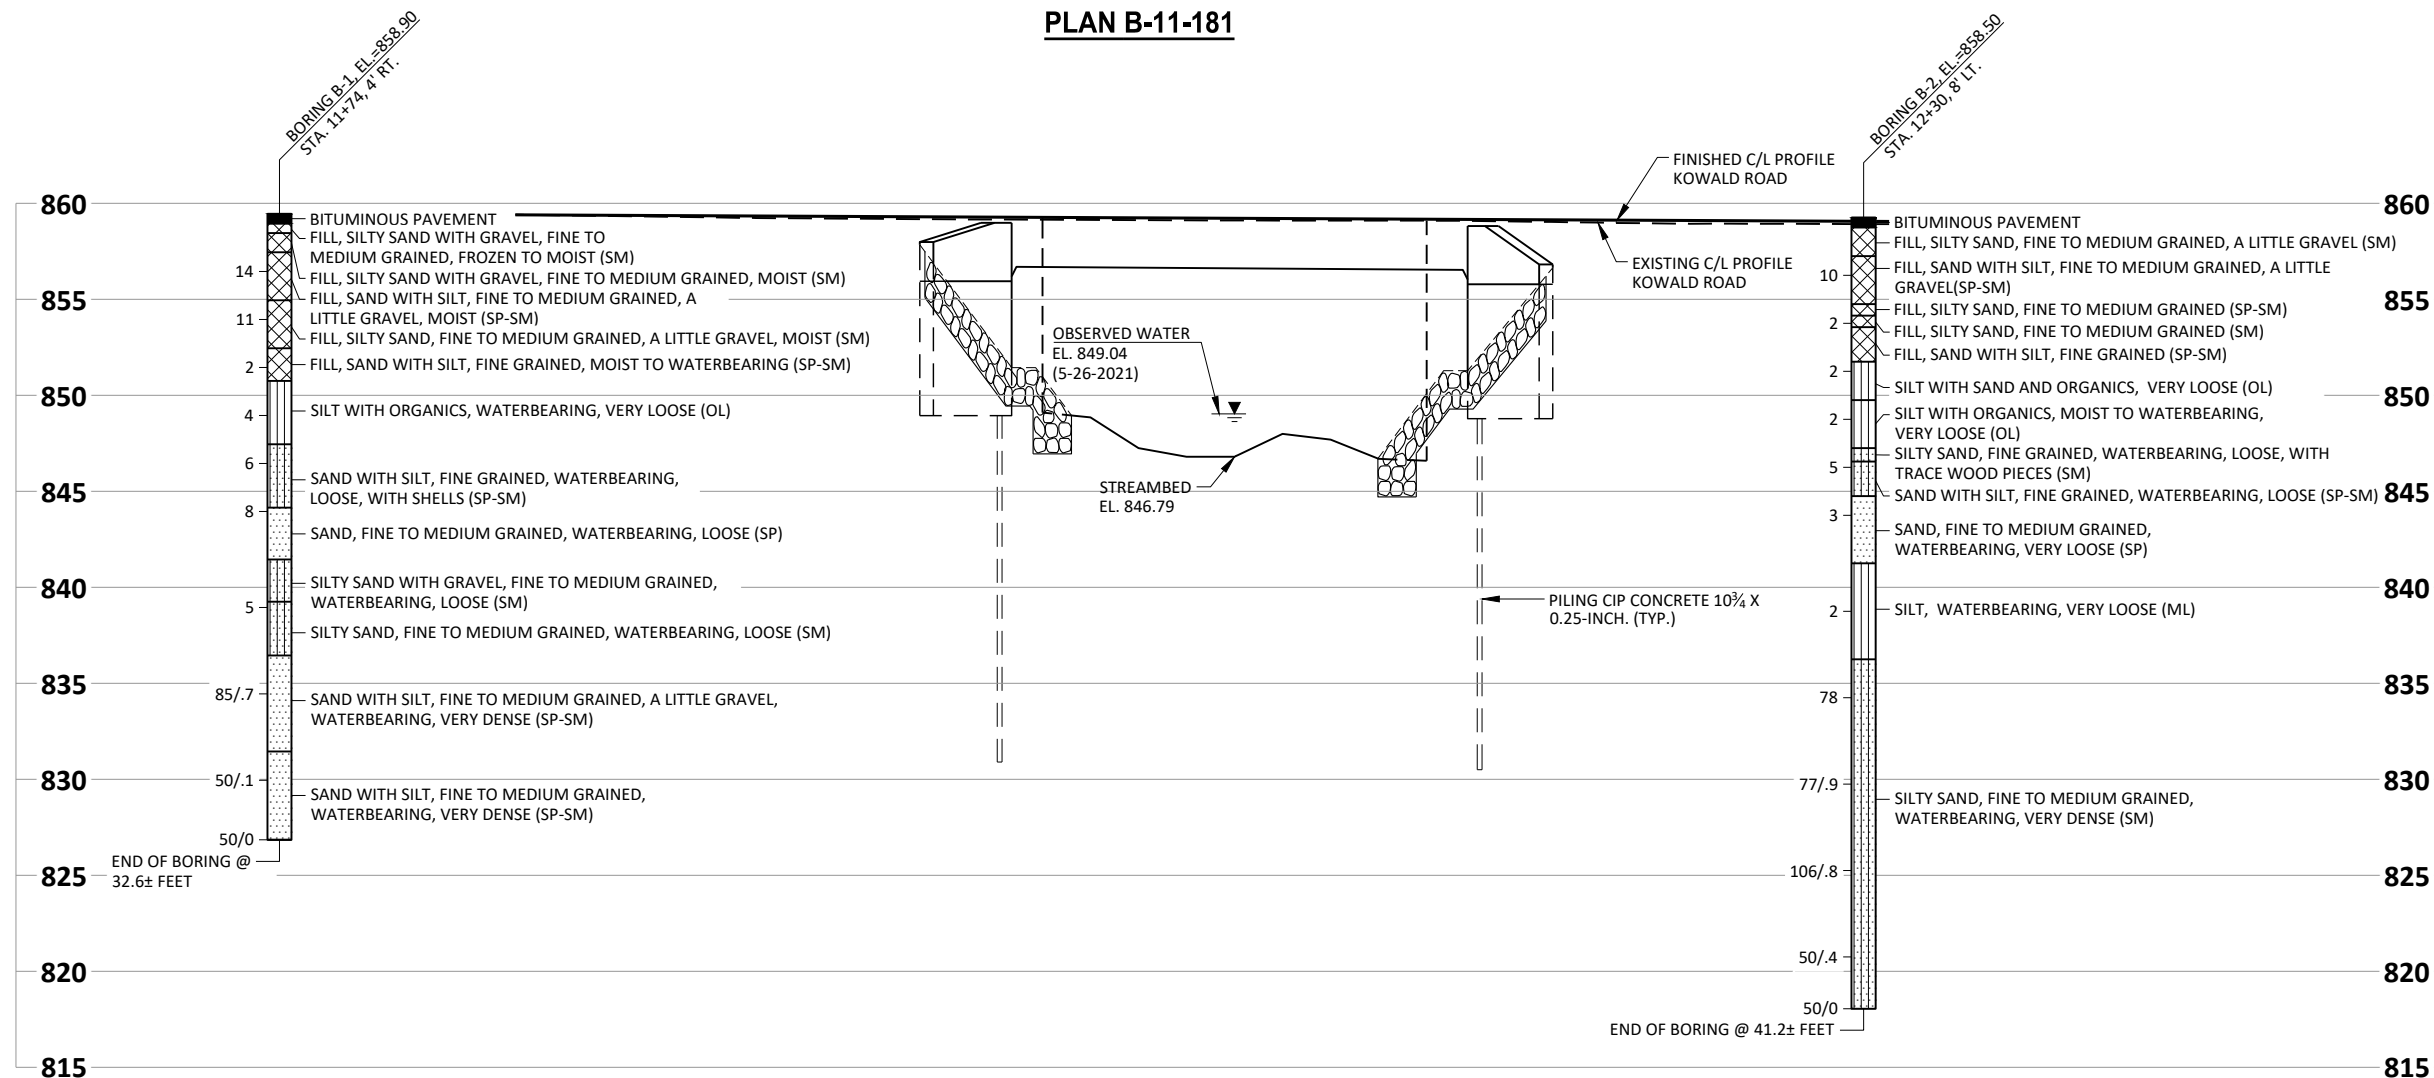 PLAN B-11-181
BORING B-1, EL.=858.90
STA. 11+74, 4' RT.
BORING B-2, EL.=858.50
STA. 12+30, 8' LT.
FINISHED C/L PROFILE
KOWALD ROAD
EXISTING C/L PROFILE
KOWALD ROAD
860
855
850
845
840
835
830
825
820
815
14
11
2
4
6
8
5
85/.7
50/.1
50/0
BITUMINOUS PAVEMENT
FILL, SILTY SAND WITH GRAVEL, FINE TO
MEDIUM GRAINED, FROZEN TO MOIST (SM)
FILL, SILTY SAND WITH GRAVEL, FINE TO MEDIUM GRAINED, MOIST (SM)
FILL, SAND WITH SILT, FINE TO MEDIUM GRAINED, A
LITTLE GRAVEL, MOIST (SP-SM)
FILL, SILTY SAND, FINE TO MEDIUM GRAINED, A LITTLE GRAVEL, MOIST (SM)
FILL, SAND WITH SILT, FINE GRAINED, MOIST TO WATERBEARING (SP-SM)
SILT WITH ORGANICS, WATERBEARING, VERY LOOSE (OL)
SAND WITH SILT, FINE GRAINED, WATERBEARING,
LOOSE, WITH SHELLS (SP-SM)
SAND, FINE TO MEDIUM GRAINED, WATERBEARING, LOOSE (SP)
SILTY SAND WITH GRAVEL, FINE TO MEDIUM GRAINED,
WATERBEARING, LOOSE (SM)
SILTY SAND, FINE TO MEDIUM GRAINED, WATERBEARING, LOOSE (SM)
SAND WITH SILT, FINE TO MEDIUM GRAINED, A LITTLE GRAVEL,
WATERBEARING, VERY DENSE (SP-SM)
SAND WITH SILT, FINE TO MEDIUM GRAINED,
WATERBEARING, VERY DENSE (SP-SM)
END OF BORING @
32.6± FEET
OBSERVED WATER
EL. 849.04
(5-26-2021)
STREAMBED
EL. 846.79
PILING CIP CONCRETE 10¾ X
0.25-INCH. (TYP.)
10
2
2
2
5
3
2
78
77/.9
106/.8
50/.4
50/0
BITUMINOUS PAVEMENT
FILL, SILTY SAND, FINE TO MEDIUM GRAINED, A LITTLE GRAVEL (SM)
FILL, SAND WITH SILT, FINE TO MEDIUM GRAINED, A LITTLE
GRAVEL(SP-SM)
FILL, SILTY SAND, FINE TO MEDIUM GRAINED (SP-SM)
FILL, SILTY SAND, FINE TO MEDIUM GRAINED (SM)
FILL, SAND WITH SILT, FINE GRAINED (SP-SM)
SILT WITH SAND AND ORGANICS, VERY LOOSE (OL)
SILT WITH ORGANICS, MOIST TO WATERBEARING,
VERY LOOSE (OL)
SILTY SAND, FINE GRAINED, WATERBEARING, LOOSE, WITH
TRACE WOOD PIECES (SM)
SAND WITH SILT, FINE GRAINED, WATERBEARING, LOOSE (SP-SM)
SAND, FINE TO MEDIUM GRAINED,
WATERBEARING, VERY LOOSE (SP)
SILT, WATERBEARING, VERY LOOSE (ML)
SILTY SAND, FINE TO MEDIUM GRAINED,
WATERBEARING, VERY DENSE (SM)
END OF BORING @ 41.2± FEET
860
855
850
845
840
835
830
825
820
815